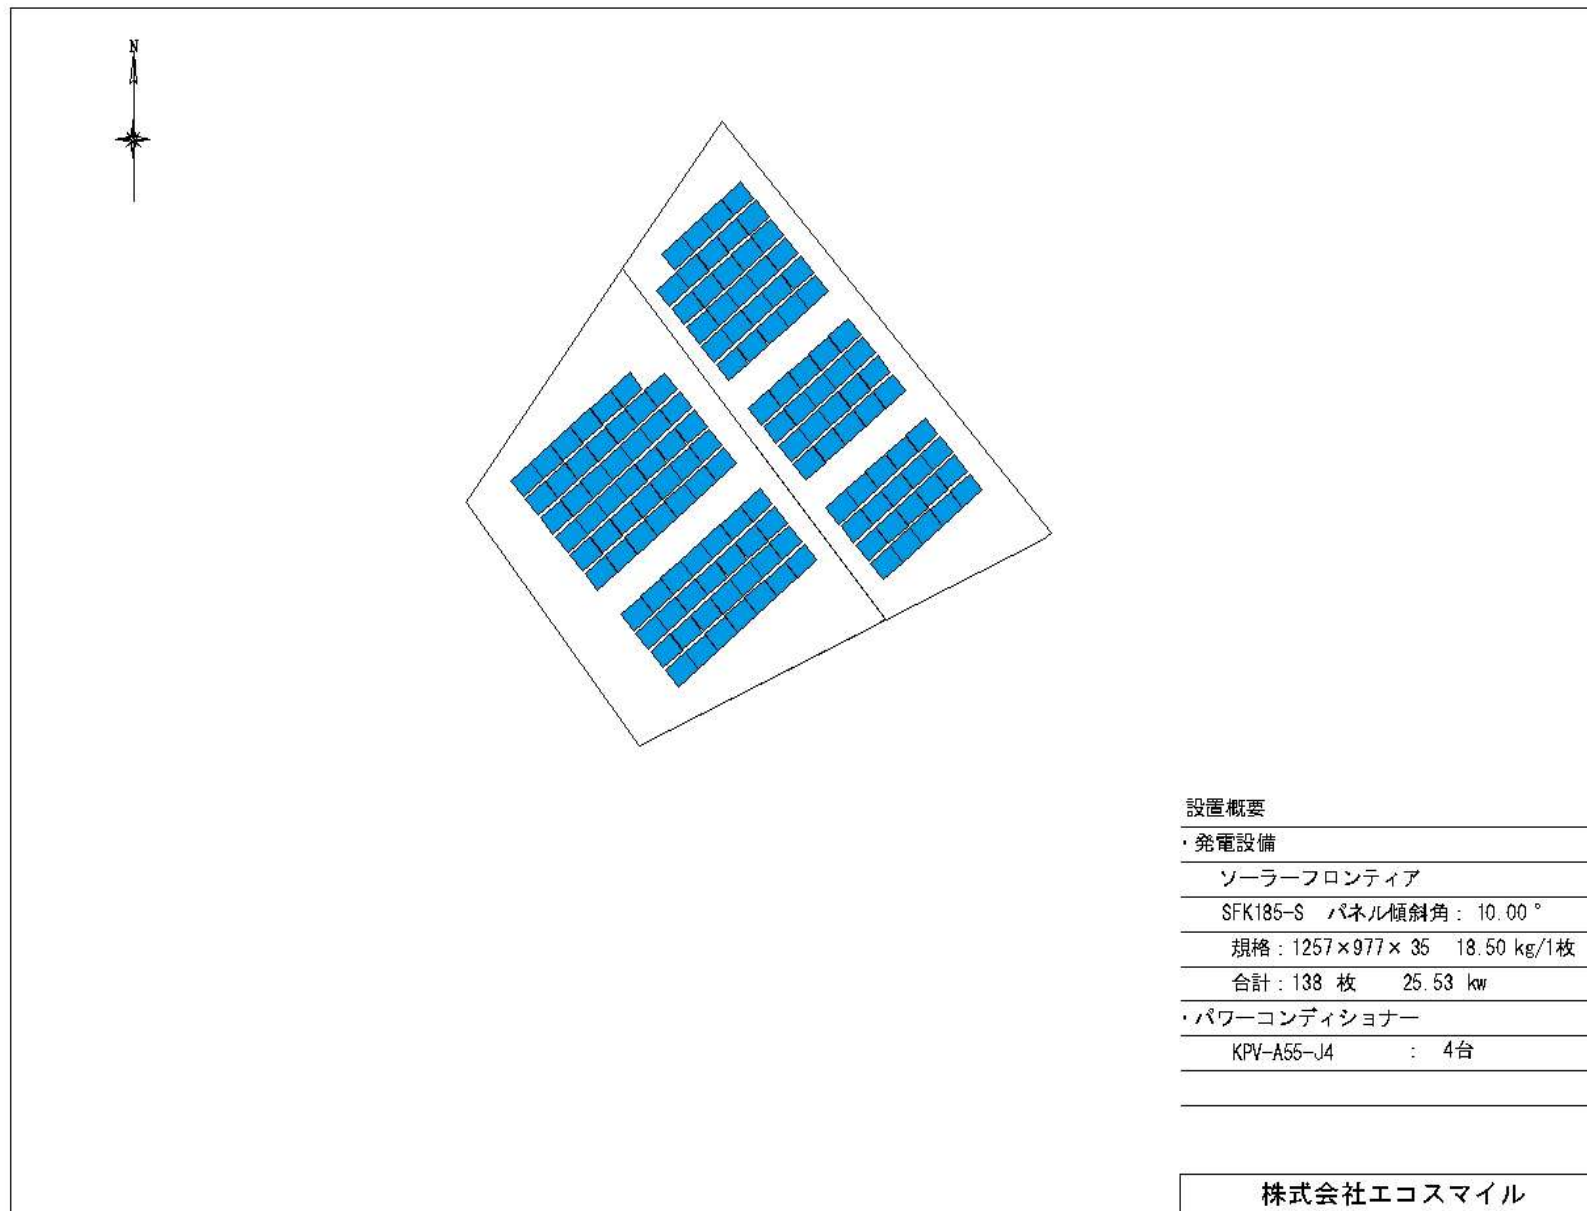 N
設置概要
・発電設備
ソーラーフロンティア
SFK185-S パネル傾斜角： 10.00°
規格：1257×977× 35 18.50 kg/1枚
合計：138 枚 25.53 kw
・パワーコンディショナー
KPV-A55-J4 ： 4台
株式会社エコスマイル